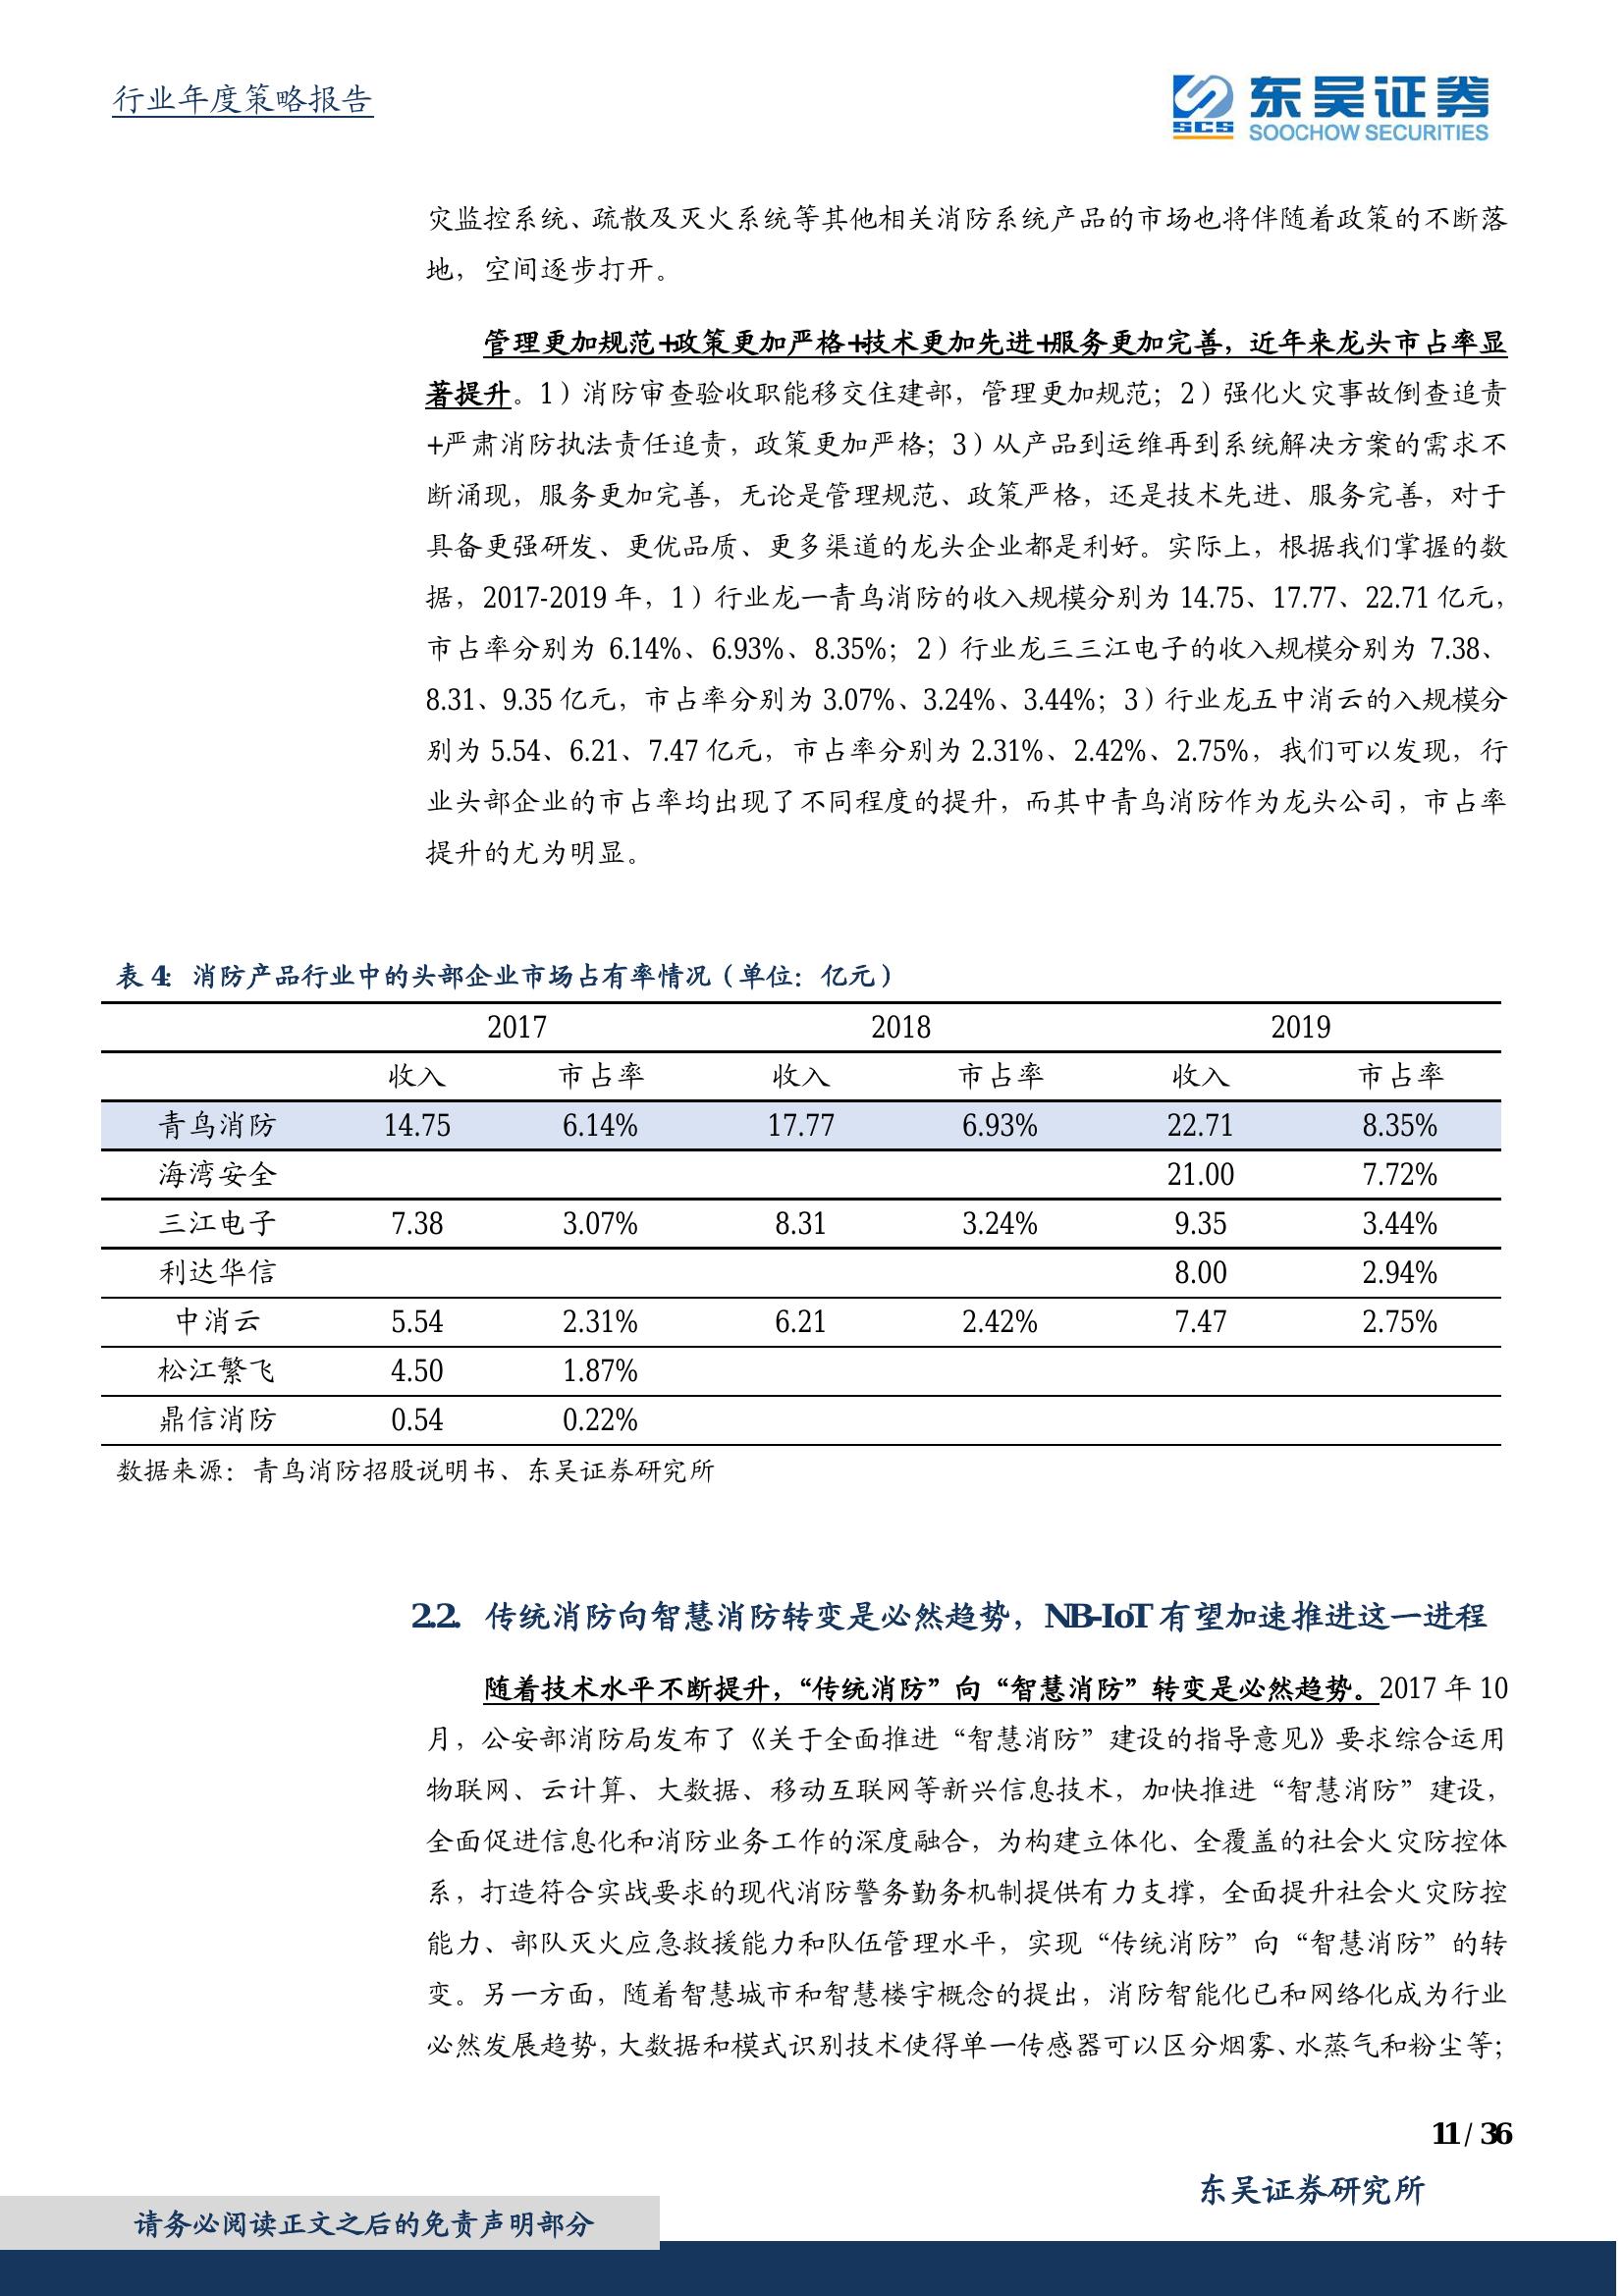 行业年度策略报告
SCS
东吴证券
SOOCHOW SECURITIES
灾监控系统、疏散及灭火系统等其他相关消防系统产品的市场也将伴随着政策的不断落
地，空间逐步打开。
管理更加规范+政策更加严格+技术更加先进+服务更加完善，近年来龙头市占率显
著提升。1）消防审查验收职能移交住建部，管理更加规范；2）强化火灾事故倒查追责
+严肃消防执法责任追责，政策更加严格；3）从产品到运维再到系统解决方案的需求不
断涌现，服务更加完善，无论是管理规范、政策严格，还是技术先进、服务完善，对于
具备更强研发、更优品质、更多渠道的龙头企业都是利好。实际上，根据我们掌握的数
据，2017-2019 年，1）行业龙一青鸟消防的收入规模分别为 14.75、17.77、22.71 亿元，
市占率分别为 6.14%、6.93%、8.35%；2）行业龙三三江电子的收入规模分别为 7.38、
8.31、9.35 亿元，市占率分别为 3.07%、3.24%、3.44%；3）行业龙五中消云的入规模分
别为 5.54、6.21、7.47 亿元，市占率分别为 2.31%、2.42%、2.75%，我们可以发现，行
业头部企业的市占率均出现了不同程度的提升，而其中青鸟消防作为龙头公司，市占率
提升的尤为明显。
表 4：消防产品行业中的头部企业市场占有率情况（单位：亿元）
2017 2018 2019
收入 市占率 收入 市占率 收入 市占率
青鸟消防 14.75 6.14% 17.77 6.93% 22.71 8.35%
海湾安全 21.00 7.72%
三江电子 7.38 3.07% 8.31 3.24% 9.35 3.44%
利达华信 8.00 2.94%
中消云 5.54 2.31% 6.21 2.42% 7.47 2.75%
松江繁飞 4.50 1.87%
鼎信消防 0.54 0.22%
数据来源：青鸟消防招股说明书、东吴证券研究所
2.2. 传统消防向智慧消防转变是必然趋势，NB-IoT 有望加速推进这一进程
随着技术水平不断提升，“传统消防”向“智慧消防”转变是必然趋势。2017 年 10
月，公安部消防局发布了《关于全面推进“智慧消防”建设的指导意见》要求综合运用
物联网、云计算、大数据、移动互联网等新兴信息技术，加快推进“智慧消防”建设，
全面促进信息化和消防业务工作的深度融合，为构建立体化、全覆盖的社会火灾防控体
系，打造符合实战要求的现代消防警务勤务机制提供有力支撑，全面提升社会火灾防控
能力、部队灭火应急救援能力和队伍管理水平，实现“传统消防”向“智慧消防”的转
变。另一方面，随着智慧城市和智慧楼宇概念的提出，消防智能化已和网络化成为行业
必然发展趋势，大数据和模式识别技术使得单一传感器可以区分烟雾、水蒸气和粉尘等；
11 / 36
东吴证券研究所
请务必阅读正文之后的免责声明部分